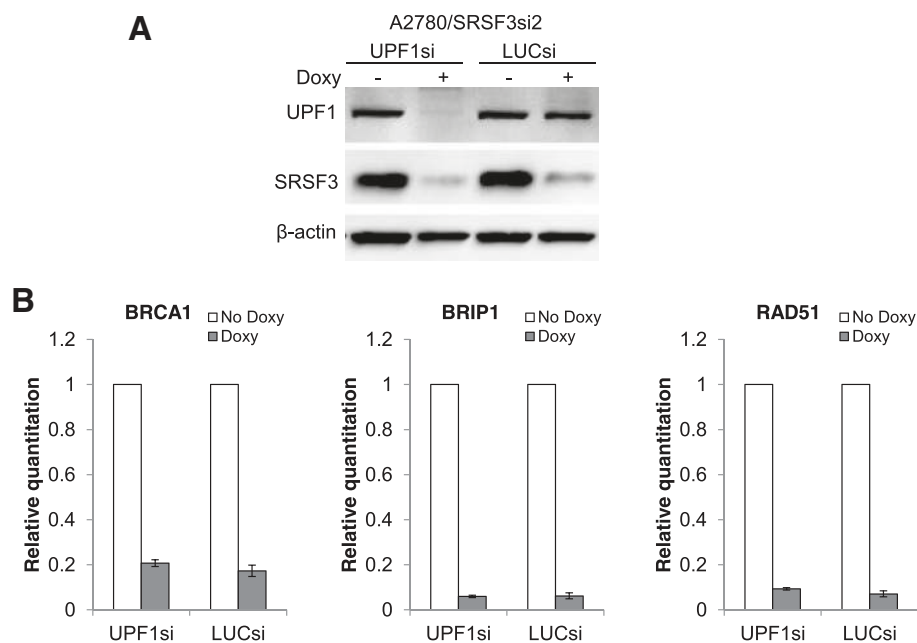 A
A2780/SRSF3si2
UPF1si LUCsi
Doxy - + - +
UPF1
SRSF3
β-actin
B
BRCA1
No Doxy
Doxy
Relative quantitation
1.2
1
0.8
0.6
0.4
0.2
0
UPF1si LUCsi
BRIP1
No Doxy
Doxy
Relative quantitation
1.2
1
0.8
0.6
0.4
0.2
0
UPF1si LUCsi
RAD51
No Doxy
Doxy
Relative quantitation
1.2
1
0.8
0.6
0.4
0.2
0
UPF1si LUCsi